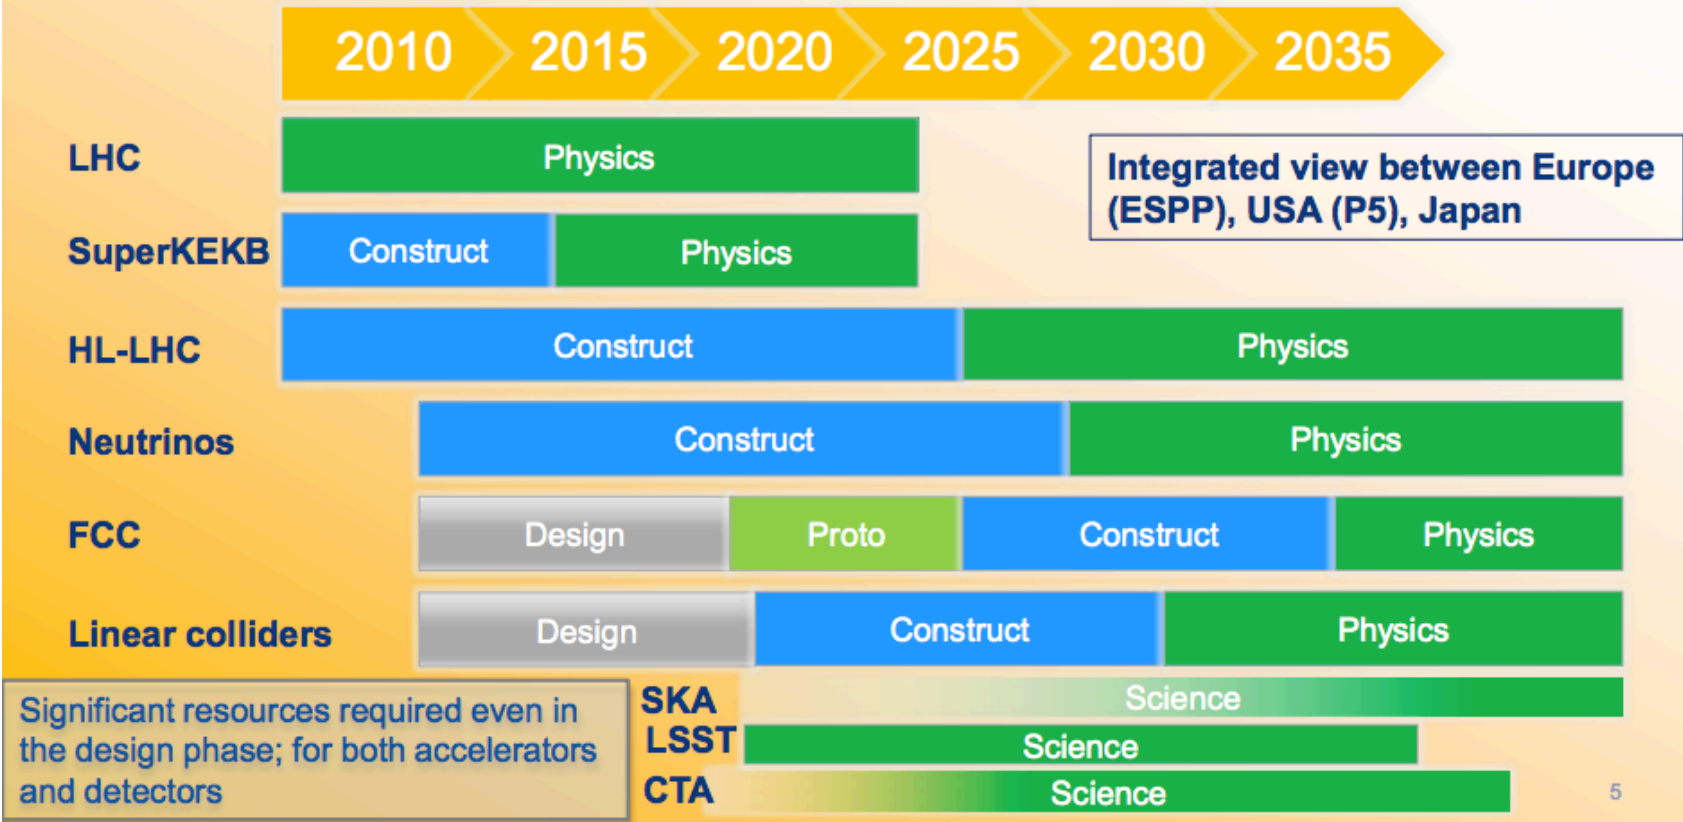 2010 2015 2020 2025 2030 2035
LHC Physics
Integrated view between Europe
(ESPP), USA (P5), Japan
SuperKEKB Construct Physics
HL-LHC Construct Physics
Neutrinos Construct Physics
FCC Design Proto Construct Physics
Linear colliders Design Construct Physics
Significant resources required even in
the design phase; for both accelerators
and detectors
SKA Science
LSST Science
CTA Science
5